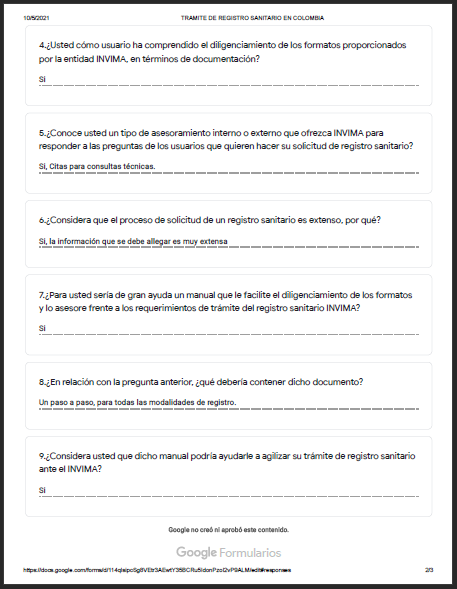 10/5/2021
TRAMITE DE REGISTRO SANITARIO EN COLOMBIA
4.¿Usted cómo usuario ha comprendido el diligenciamiento de los formatos proporcionados
por la entidad INVIMA, en términos de documentación?
Si
5.¿Conoce usted un tipo de asesoramiento interno o externo que ofrezca INVIMA para
responder a las preguntas de los usuarios que quieren hacer su solicitud de registro sanitario?
Si, Citas para consultas técnicas.
6.¿Considera que el proceso de solicitud de un registro sanitario es extenso, por qué?
Si, la información que se debe allegar es muy extensa
7.¿Para usted sería de gran ayuda un manual que le facilite el diligenciamiento de los formatos
y lo asesore frente a los requerimientos de trámite del registro sanitario INVIMA?
Si
8.¿En relación con la pregunta anterior, ¿qué debería contener dicho documento?
Un paso a paso, para todas las modalidades de registro.
9.¿Considera usted que dicho manual podría ayudarle a agilizar su trámite de registro sanitario
ante el INVIMA?
Si
Google no creó ni aprobó este contenido.
Google Formularios
2/3